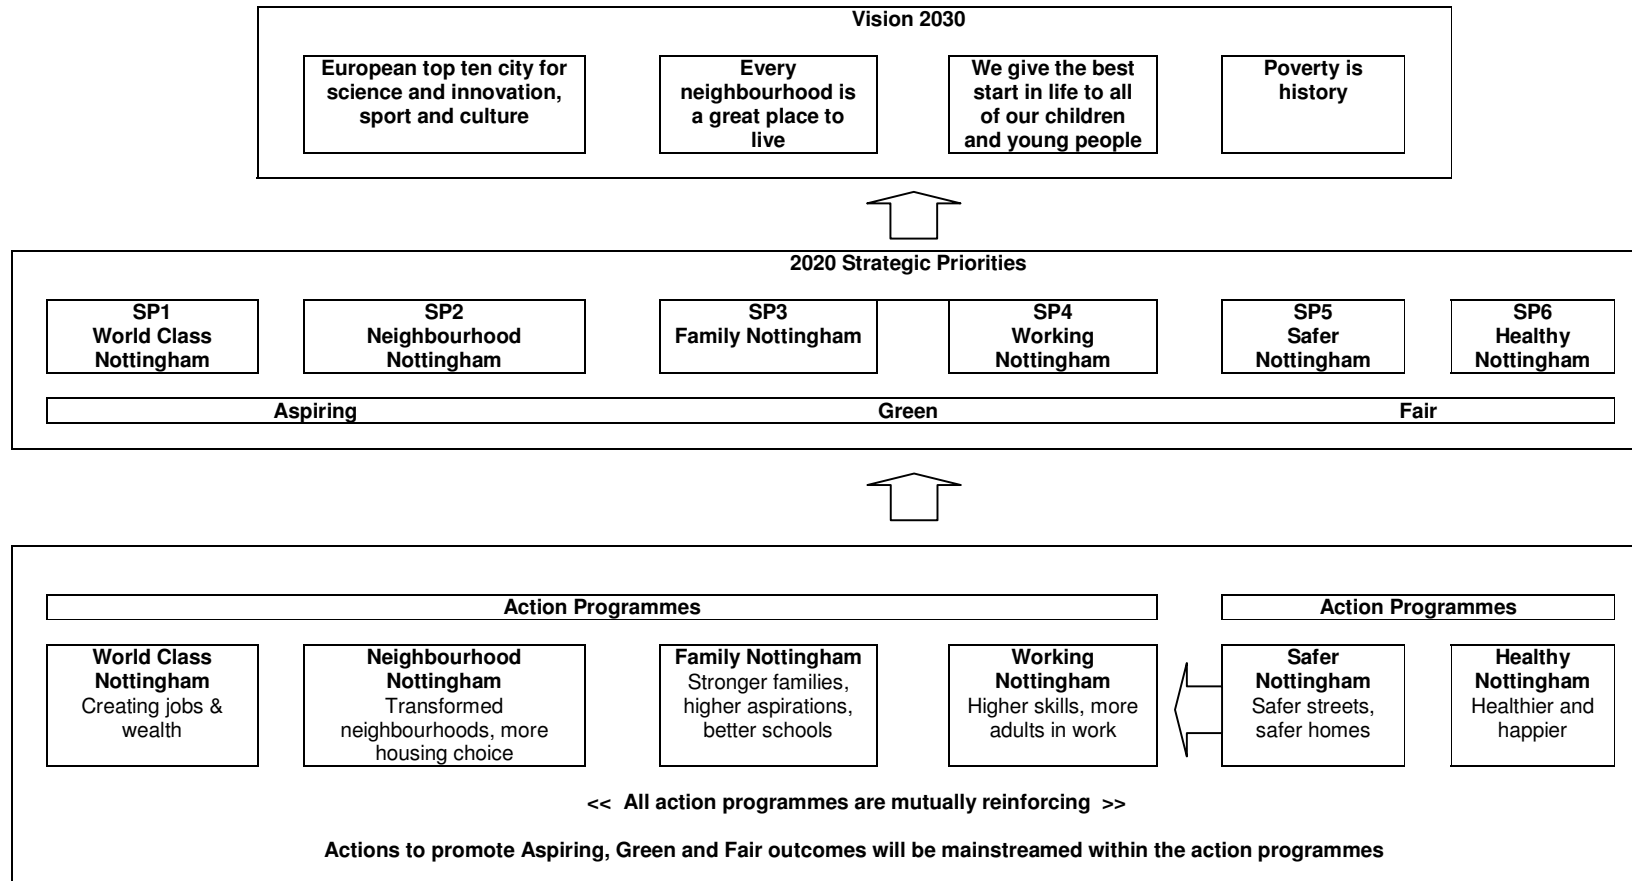 Vision 2030
European top ten city for
science and innovation,
sport and culture
Every
neighbourhood is
a great place to
live
We give the best
start in life to all
of our children
and young people
Poverty is
history
2020 Strategic Priorities
SP1
World Class
Nottingham
SP2
Neighbourhood
Nottingham
SP3
Family Nottingham
SP4
Working
Nottingham
SP5
Safer
Nottingham
SP6
Healthy
Nottingham
Aspiring
Green
Fair
Action Programmes
Action Programmes
World Class
Nottingham
Creating jobs &
wealth
Neighbourhood
Nottingham
Transformed
neighbourhoods, more
housing choice
Family Nottingham
Stronger families,
higher aspirations,
better schools
Working
Nottingham
Higher skills, more
adults in work
Safer
Nottingham
Safer streets,
safer homes
Healthy
Nottingham
Healthier and
happier
<< All action programmes are mutually reinforcing >>
Actions to promote Aspiring, Green and Fair outcomes will be mainstreamed within the action programmes